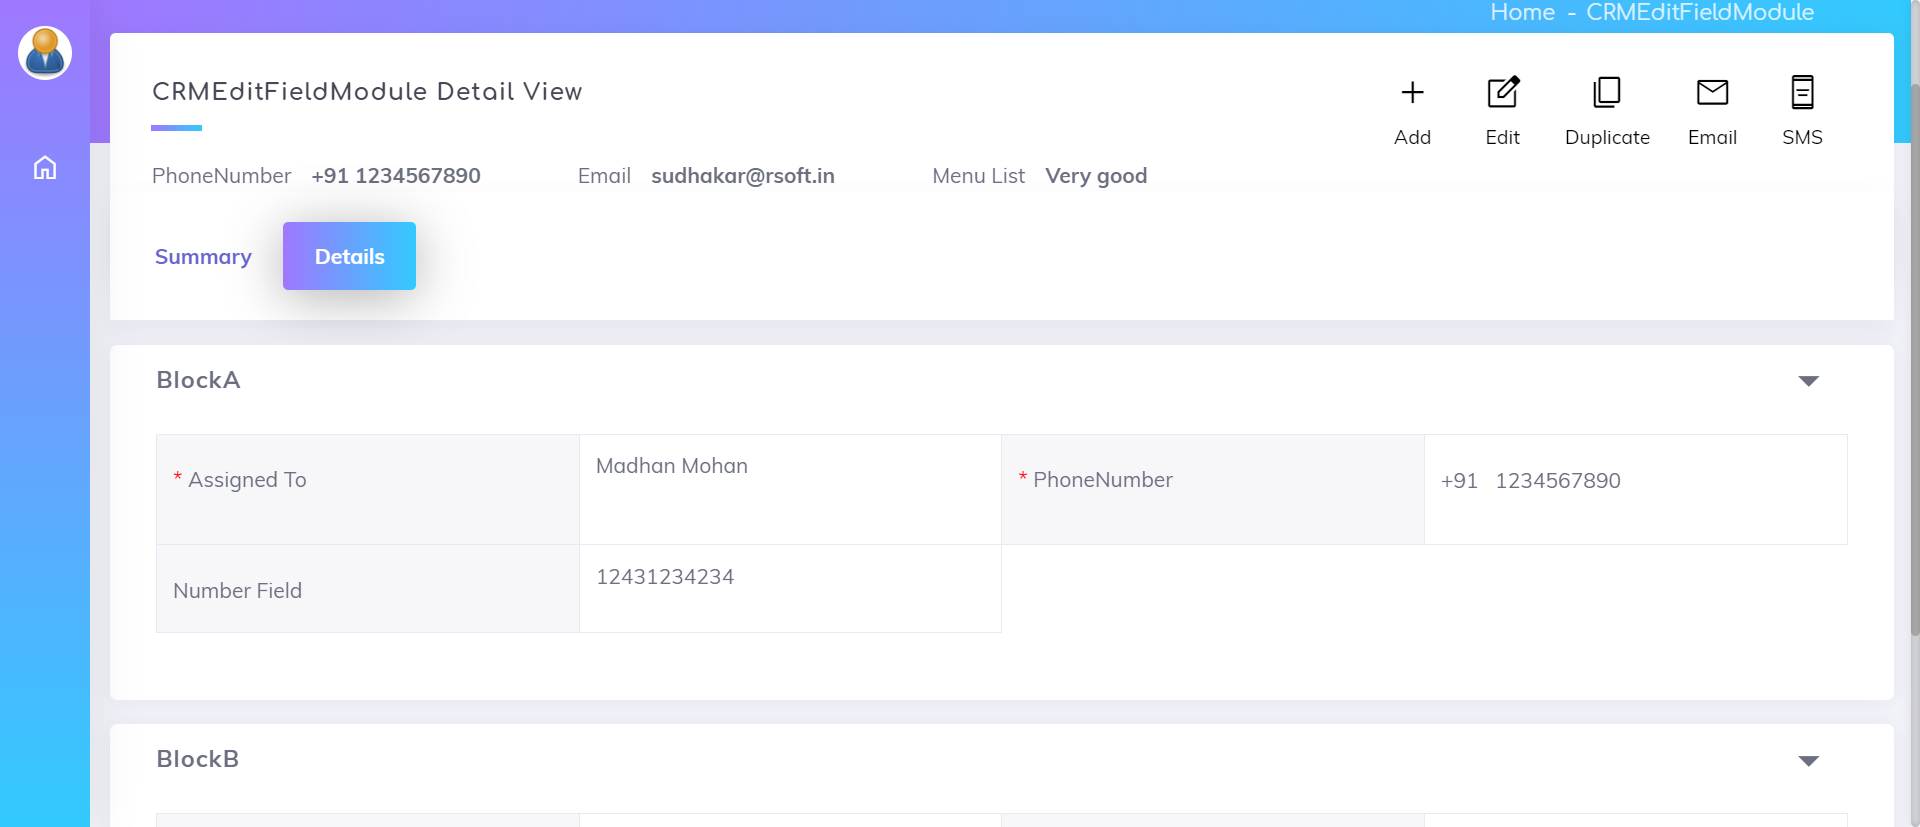 Home - CRMEditFieldModule
CRMEditFieldModule Detail View
Add Edit Duplicate Email SMS
PhoneNumber +91 1234567890 Email sudhakar@rsoft.in Menu List Very good
Summary Details
BlockA
* Assigned To Madhan Mohan * PhoneNumber +91 1234567890
Number Field 12431234234
BlockB